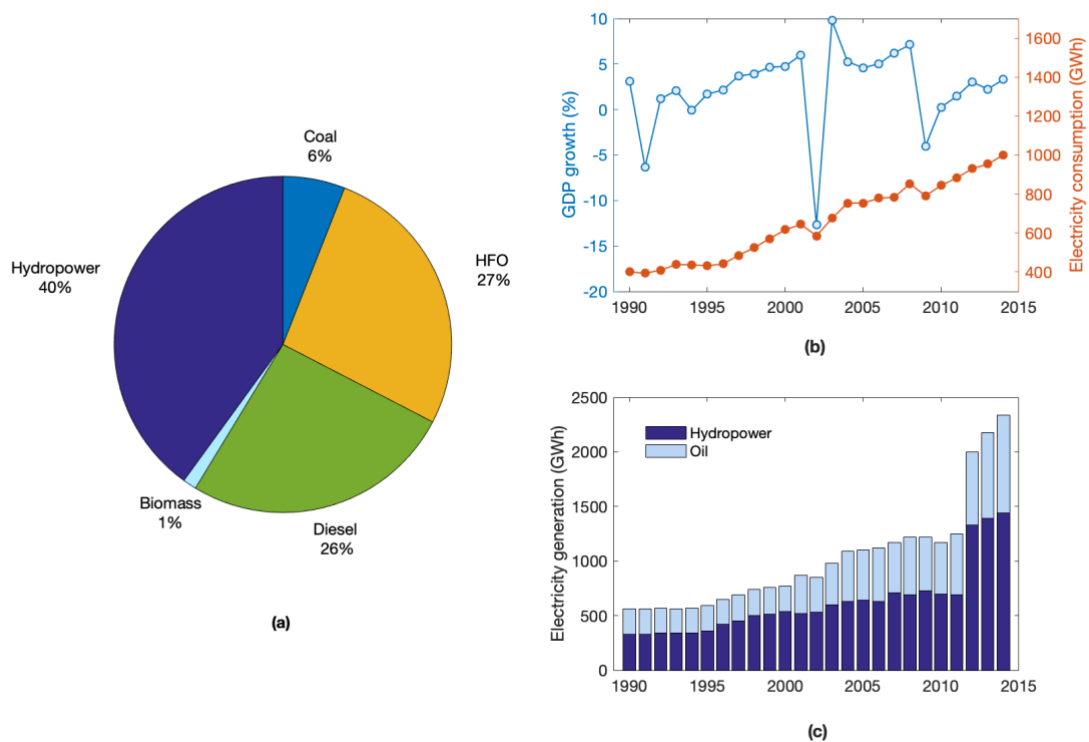 Coal
6%
HFO
27%
Diesel
26%
Biomass
1%
Hydropower
40%
(a)
GDP growth (%)
10
5
0
-5
-10
-15
-20
Electricity consumption (GWh)
1600
1400
1200
1000
800
600
400
1990 1995 2000 2005 2010 2015
(b)
Electricity generation (GWh)
2500
2000
1500
1000
500
0
Hydropower
Oil
1990 1995 2000 2005 2010 2015
(c)